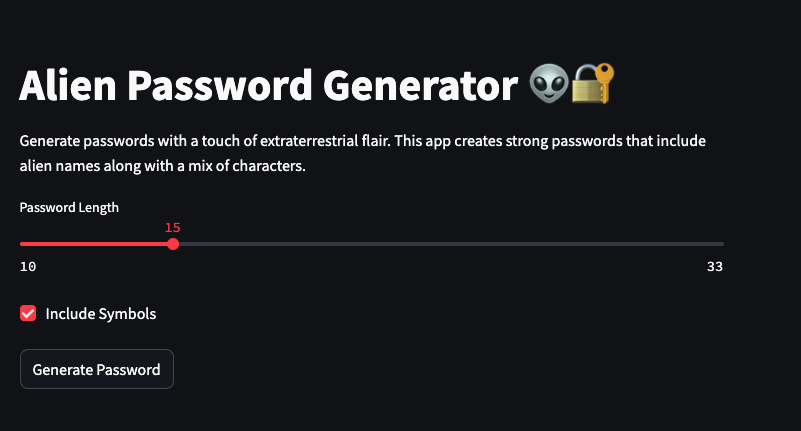 Alien Password Generator 👽🔐
Generate passwords with a touch of extraterrestrial flair. This app creates strong passwords that include
alien names along with a mix of characters.
Password Length
15
10 33
Include Symbols
Generate Password